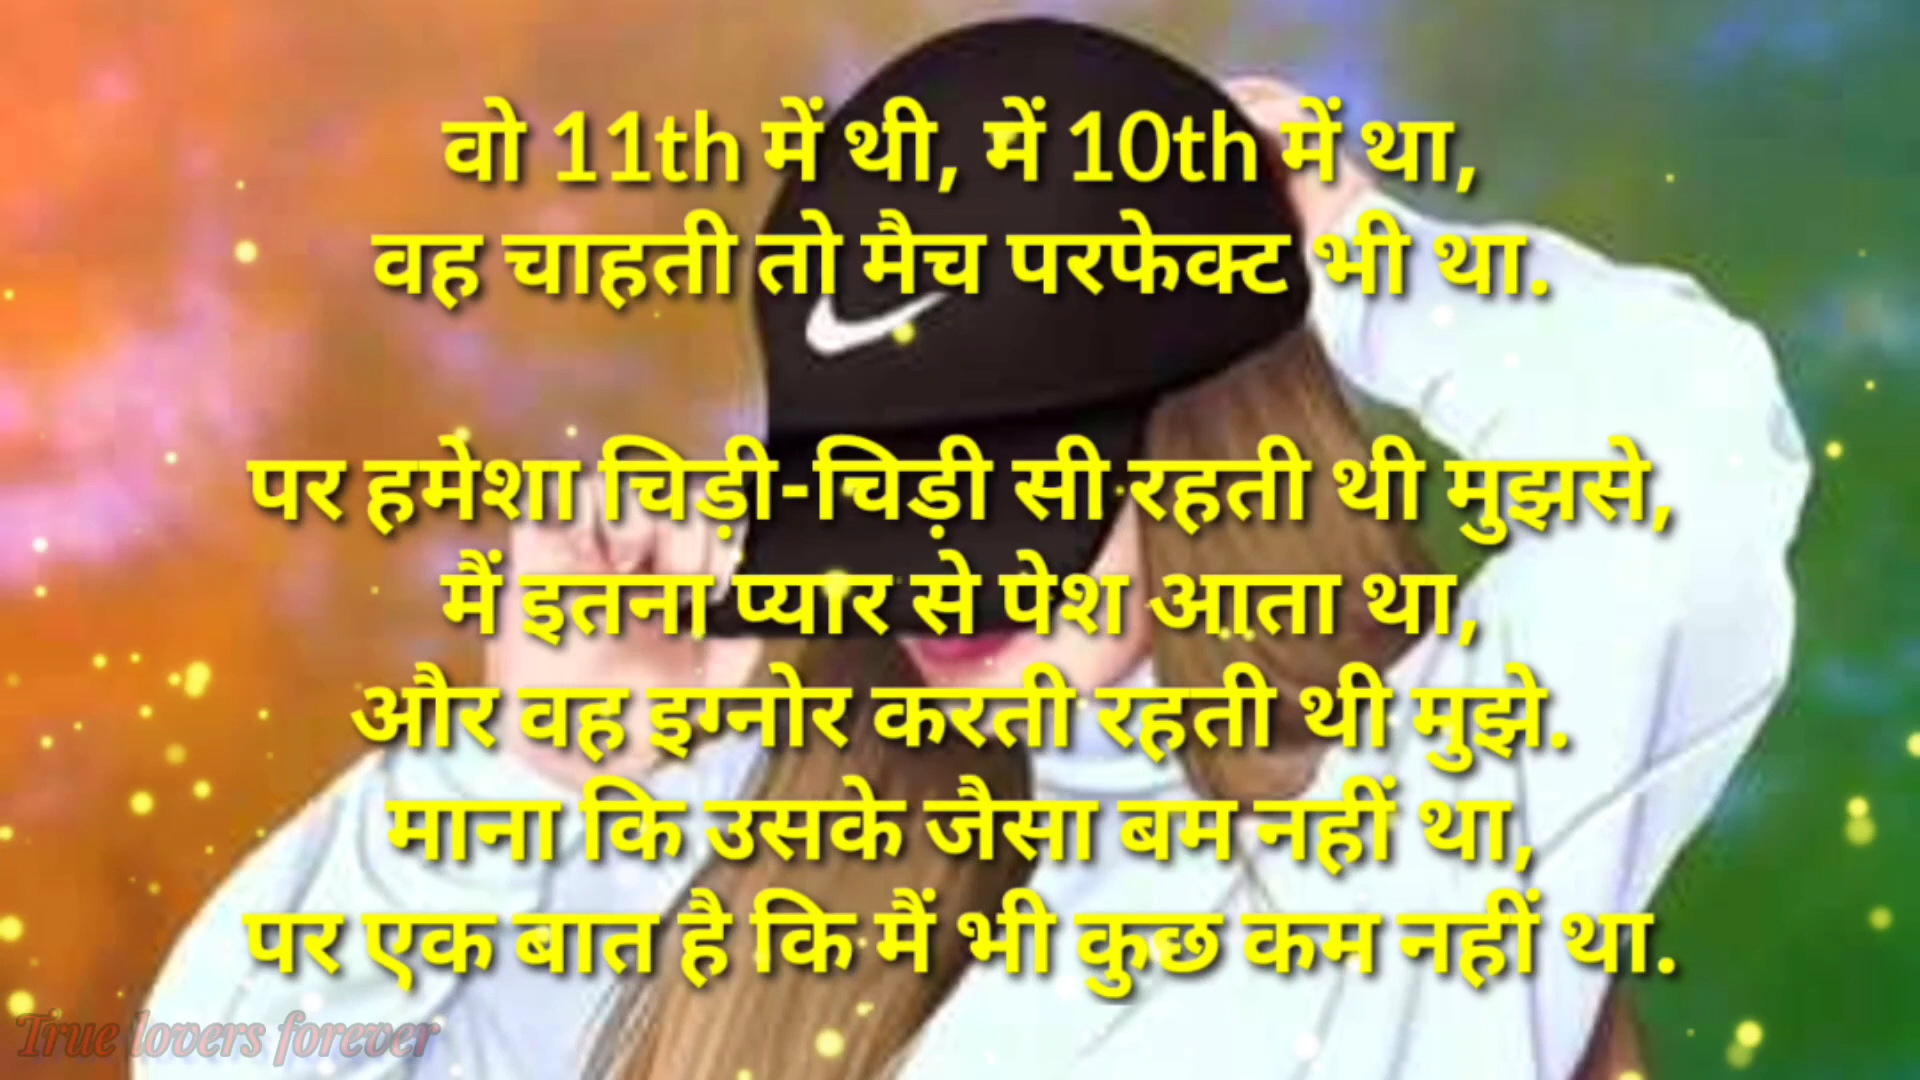 वो 11th में थी, में 10th में था,
वह चाहती तो मैच परफेक्ट भी था.
पर हमेशा चिड़ी-चिड़ी सी रहती थी मुझसे,
मैं इतना प्यार से पेश आता था,
और वह इग्नोर करती रहती थी मुझे.
माना कि उसके जैसा बम नहीं था,
पर एक बात है कि मैं भी कुछ कम नहीं था.
True lovers forever